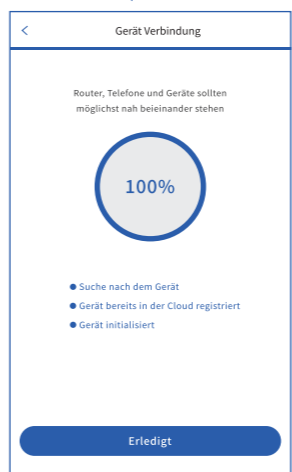 Gerät Verbindung
Router, Telefone und Geräte sollten
möglichst nah beieinander stehen
100%
Suche nach dem Gerät
Gerät bereits in der Cloud registriert
Gerät initialisiert
Erledigt